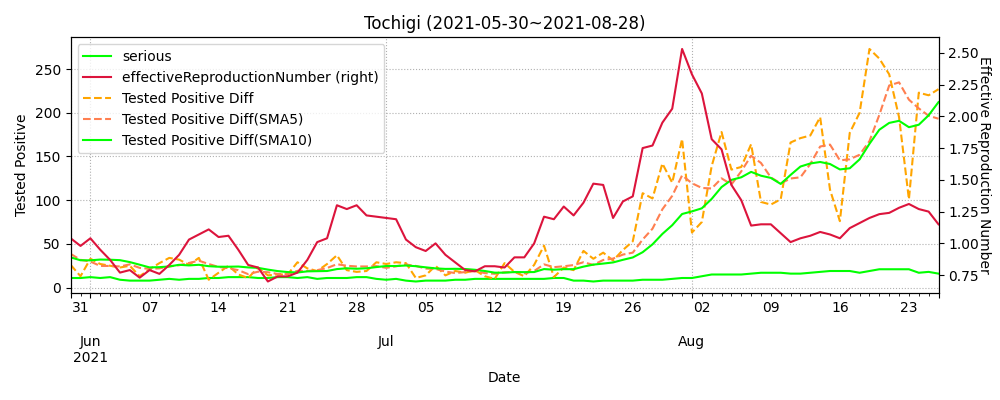 Tochigi (2021-05-30~2021-08-28)
serious
effectiveReproductionNumber (right)
Tested Positive Diff
Tested Positive Diff(SMA5)
Tested Positive Diff(SMA10)
Tested Positive
250
200
150
100
50
0
2.50
2.25
2.00
1.75
1.50
1.25
1.00
0.75
Effective Reproduction Number
31 07 14 21 28 05 12 19 26 02 09 16 23
Jun Jul Aug
2021
Date